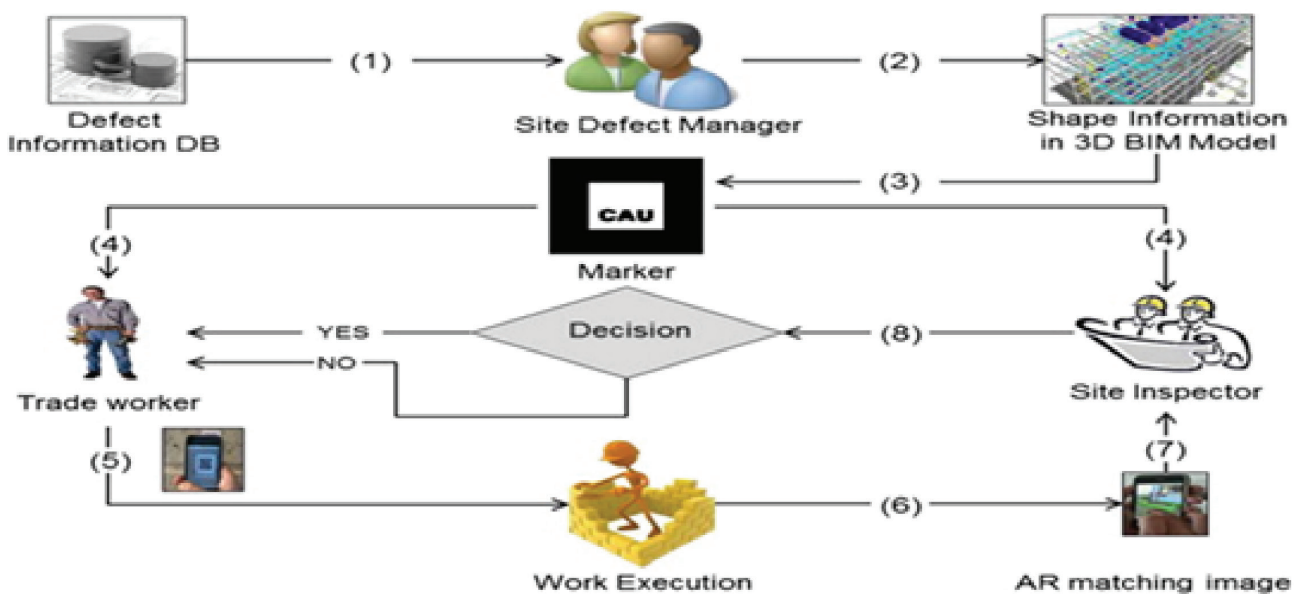 (1)
(2)
Defect
Information DB
Site Defect Manager
Shape Information
in 3D BIM Model
(3)
CAU
(4)
(4)
Marker
YES
Decision
(8)
NO
Trade worker
Site Inspector
(5)
(7)
(6)
Work Execution
AR matching image